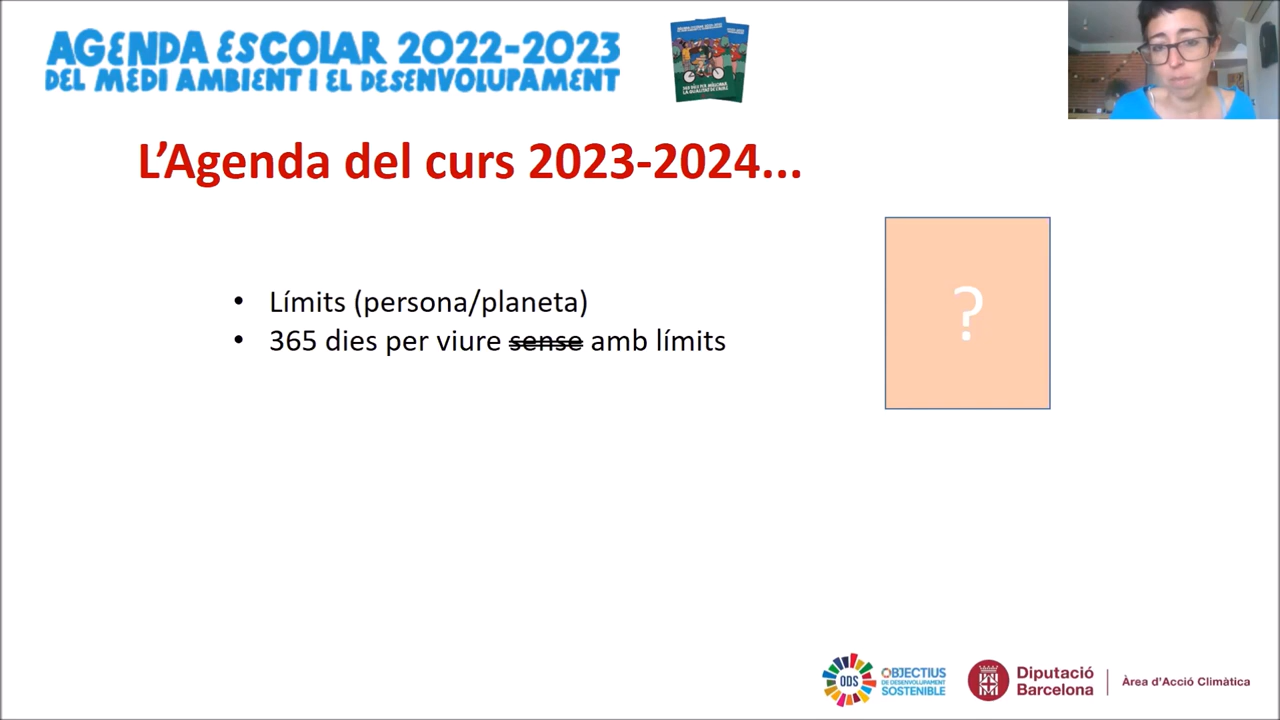 AGENDA ESCOLAR 2022-2023
DEL MEDI AMBIENT I EL DESENVOLUPAMENT
L'Agenda del curs 2023-2024...
• Límits (persona/planeta)
• 365 dies per viure sense amb límits
?
ODS
OBJECTIUS
DE DESENVOLUPAMENT
SOSTENIBLE
Diputació
Barcelona
Àrea d'Acció Climàtica